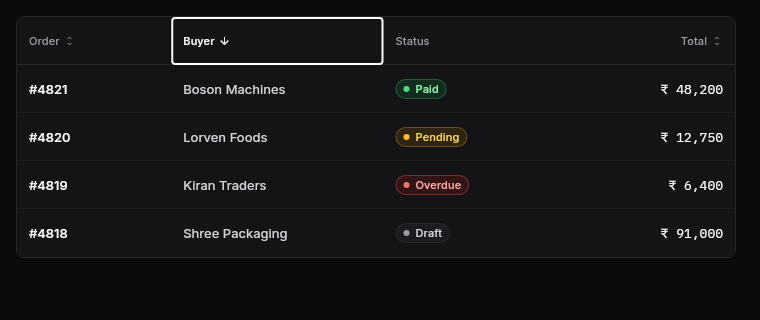 Order Buyer ↓ Status Total
#4821 Boson Machines Paid ₹ 48,200
#4820 Lorven Foods Pending ₹ 12,750
#4819 Kiran Traders Overdue ₹ 6,400
#4818 Shree Packaging Draft ₹ 91,000